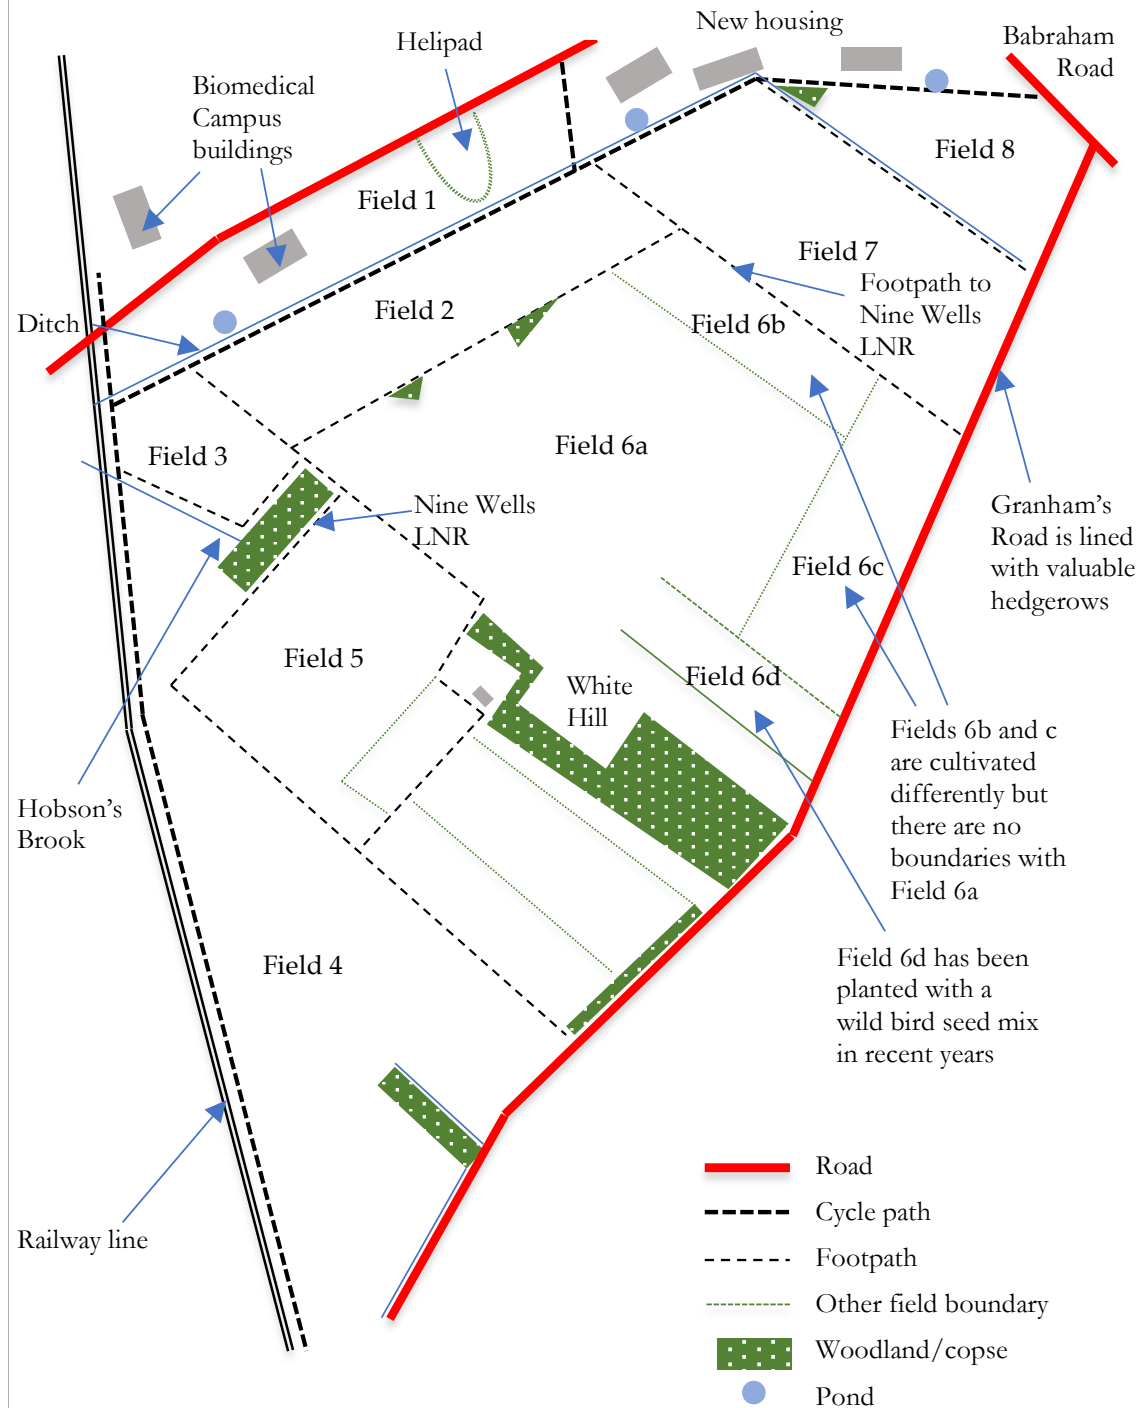 New housing
Helipad
Babraham
Road
Biomedical
Campus
buildings
Field 8
Field 1
Field 7
Footpath to
Nine Wells
LNR
Ditch
Field 2
Field 6b
Field 3
Field 6a
Nine Wells
LNR
Granham’s
Road is lined
with valuable
hedgerows
Field 6c
Field 5
White
Hill
Field 6d
Fields 6b and c
are cultivated
differently but
there are no
boundaries with
Field 6a
Hobson’s
Brook
Field 4
Field 6d has been
planted with a
wild bird seed mix
in recent years
Railway line
Road
Cycle path
Footpath
Other field boundary
Woodland/copse
Pond